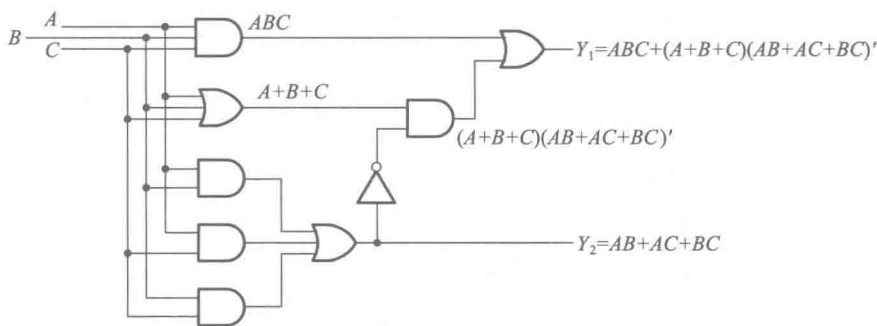 A
B
C
ABC
Y₁=ABC+(A+B+C)(AB+AC+BC)′
A+B+C
(A+B+C)(AB+AC+BC)′
Y₂=AB+AC+BC